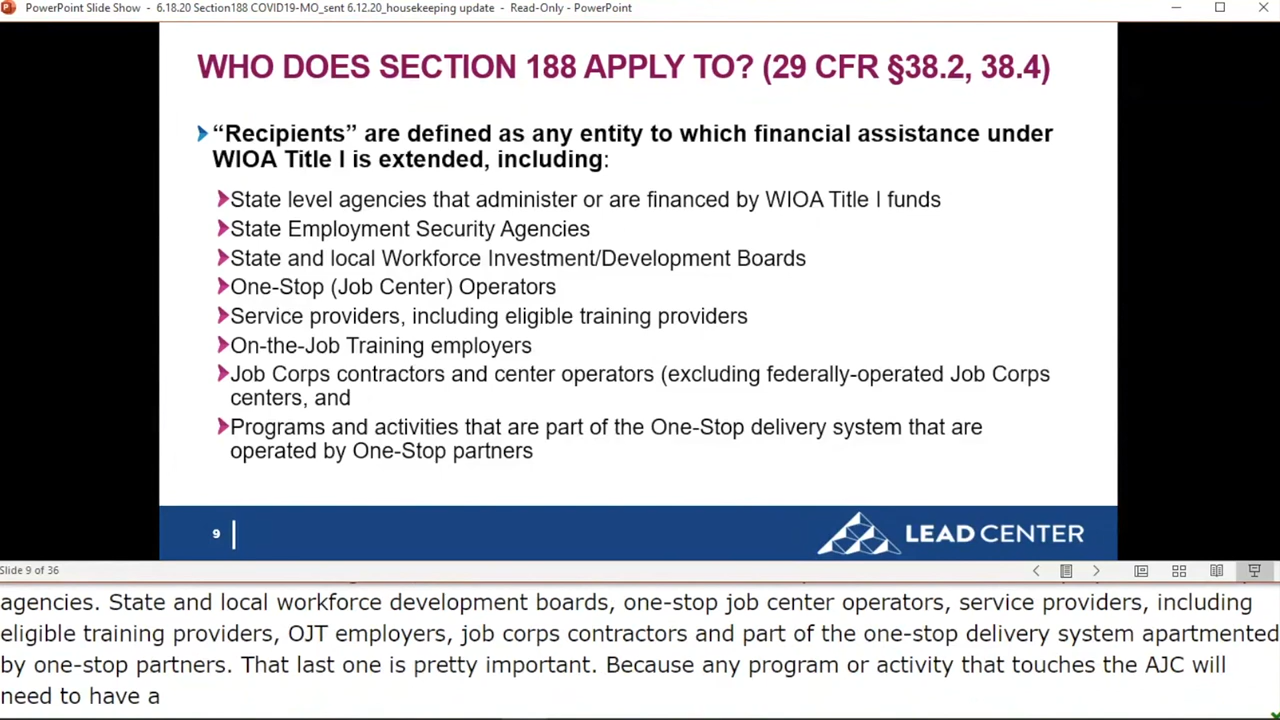 PowerPoint Slide Show - 6.18.20 Section188 COVID19-MO_sent 6.12.20_housekeeping update - Read-Only - PowerPoint
WHO DOES SECTION 188 APPLY TO? (29 CFR §38.2, 38.4)
“Recipients” are defined as any entity to which financial assistance under
WIOA Title I is extended, including:
State level agencies that administer or are financed by WIOA Title I funds
State Employment Security Agencies
State and local Workforce Investment/Development Boards
One-Stop (Job Center) Operators
Service providers, including eligible training providers
On-the-Job Training employers
Job Corps contractors and center operators (excluding federally-operated Job Corps
centers, and
Programs and activities that are part of the One-Stop delivery system that are
operated by One-Stop partners
9
LEAD CENTER
Slide 9 of 36
agencies. State and local workforce development boards, one-stop job center operators, service providers, including
eligible training providers, OJT employers, job corps contractors and part of the one-stop delivery system apartmented
by one-stop partners. That last one is pretty important. Because any program or activity that touches the AJC will
need to have a